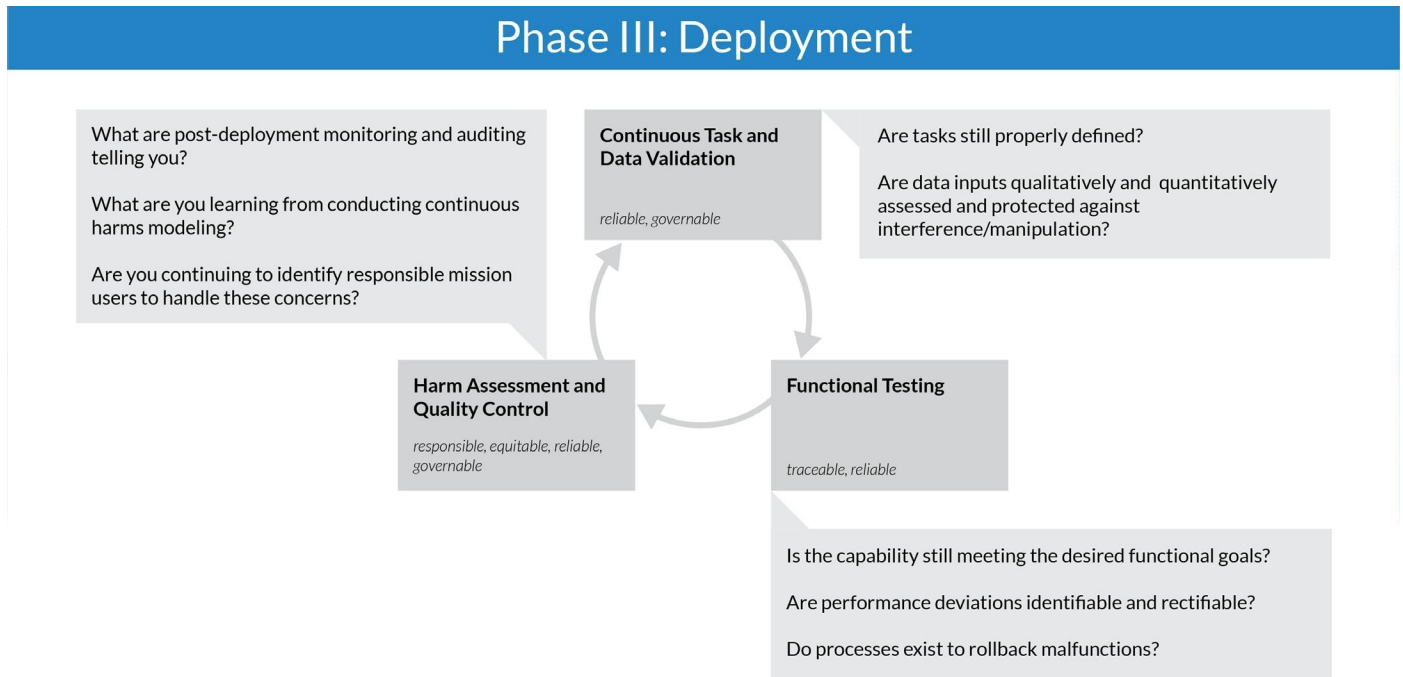 Phase III: Deployment
What are post-deployment monitoring and auditing
telling you?
What are you learning from conducting continuous
harms modeling?
Are you continuing to identify responsible mission
users to handle these concerns?
Continuous Task and
Data Validation
reliable, governable
Are tasks still properly defined?
Are data inputs qualitatively and quantitatively
assessed and protected against
interference/manipulation?
Harm Assessment and
Quality Control
responsible, equitable, reliable,
governable
Functional Testing
traceable, reliable
Is the capability still meeting the desired functional goals?
Are performance deviations identifiable and rectifiable?
Do processes exist to rollback malfunctions?